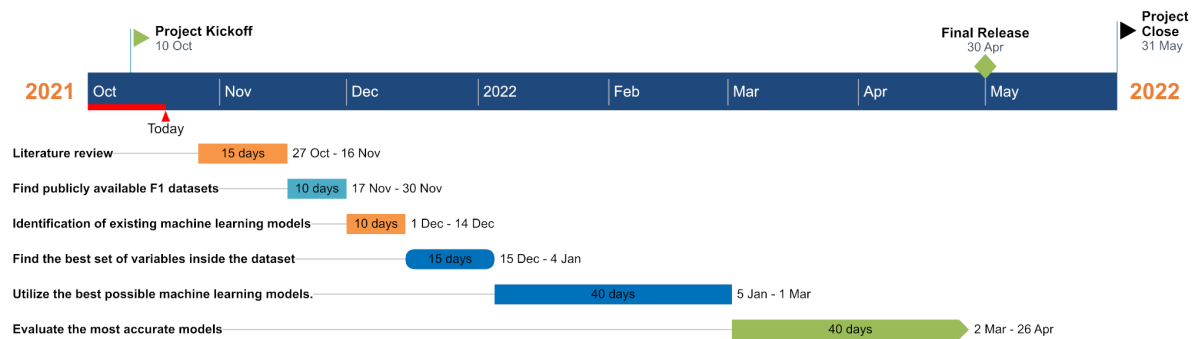 Project Kickoff
10 Oct
Final Release
30 Apr
Project
Close
31 May
2021 Oct Nov Dec 2022 Feb Mar Apr May 2022
Today
Literature review 15 days 27 Oct - 16 Nov
Find publicly available F1 datasets 10 days 17 Nov - 30 Nov
Identification of existing machine learning models 10 days 1 Dec - 14 Dec
Find the best set of variables inside the dataset 15 days 15 Dec - 4 Jan
Utilize the best possible machine learning models. 40 days 5 Jan - 1 Mar
Evaluate the most accurate models 40 days 2 Mar - 26 Apr